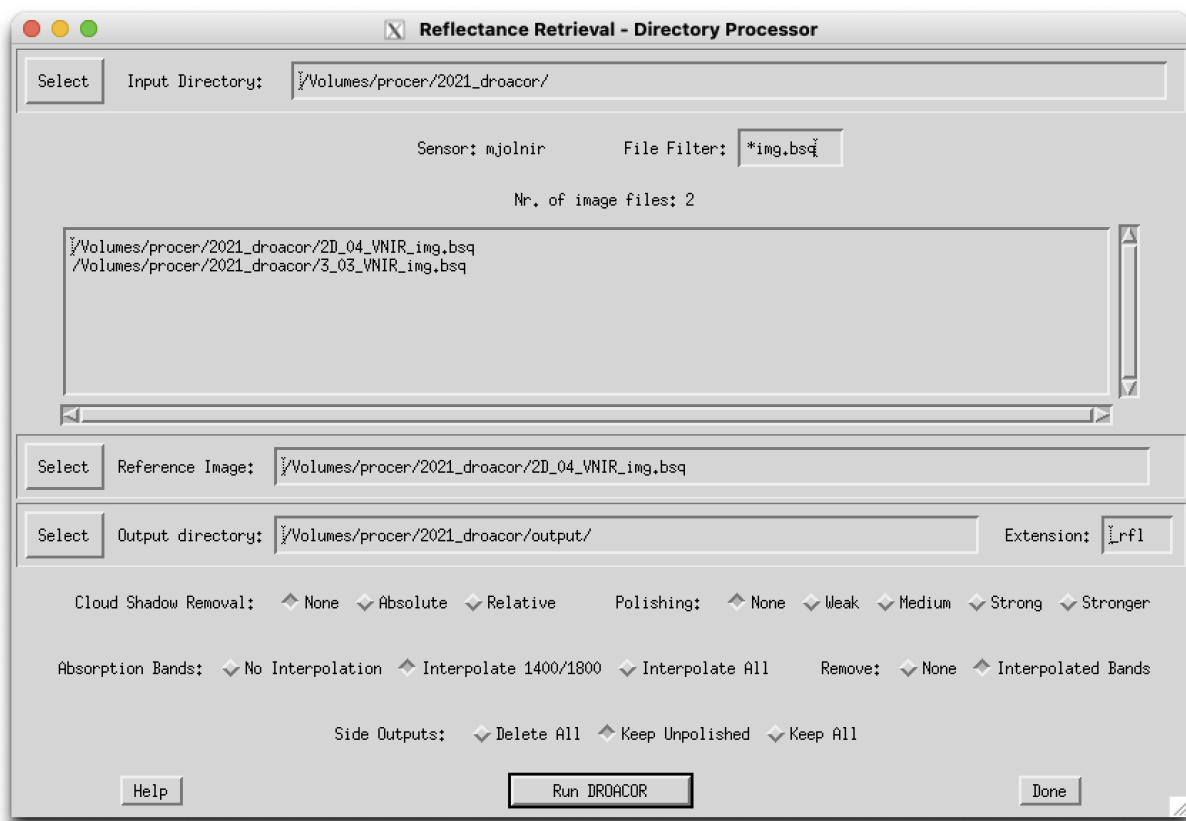 Reflectance Retrieval - Directory Processor
Select Input Directory: /Volumes/procer/2021_droacor/
Sensor: mjolnir File Filter: *img.bsq
Nr. of image files: 2
/Volumes/procer/2021_droacor/2D_04_VNIR_img.bsq
/Volumes/procer/2021_droacor/3_03_VNIR_img.bsq
Select Reference Image: /Volumes/procer/2021_droacor/2D_04_VNIR_img.bsq
Select Output directory: /Volumes/procer/2021_droacor/output/ Extension: _rfl
Cloud Shadow Removal: None Absolute Relative Polishing: None Weak Medium Strong Stronger
Absorption Bands: No Interpolation Interpolate 1400/1800 Interpolate All Remove: None Interpolated Bands
Side Outputs: Delete All Keep Unpolished Keep All
Help Run DROACOR Done